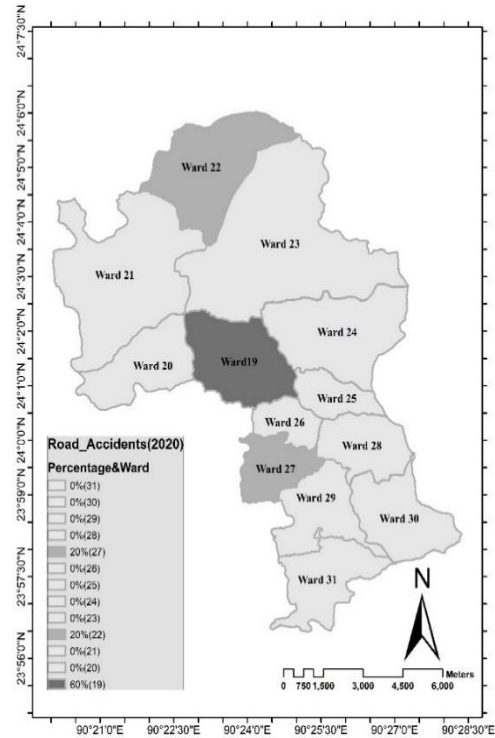 24°7'30"N
24°6'0"N
24°5'0"N
24°4'0"N
24°3'0"N
24°2'0"N
24°1'0"N
24°0'0"N
23°59'0"N
23°57'30"N
23°56'0"N
Ward 22
Ward 23
Ward 21
Ward 24
Ward 20
Ward19
Ward 25
Ward 26
Ward 28
Ward 27
Ward 29
Ward 30
Ward 31
Road_Accidents(2020)
Percentage&Ward
0%(31)
0%(30)
0%(29)
0%(28)
20%(27)
0%(26)
0%(25)
0%(24)
0%(23)
20%(22)
0%(21)
0%(20)
60%(19)
N
Meters
0 750 1,500 3,000 4,500 6,000
90°21'0"E 90°22'30"E 90°24'0"E 90°25'30"E 90°27'0"E 90°28'30"E